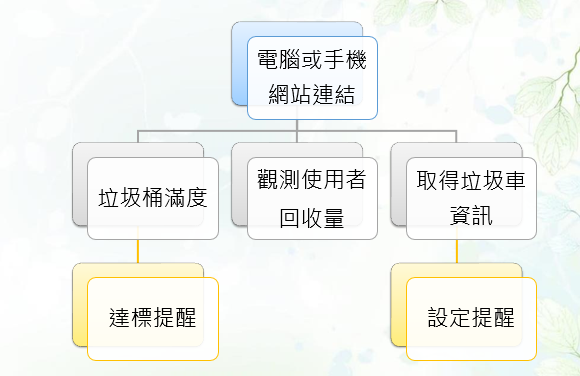 電腦或手機
網站連結
垃圾桶滿度
觀測使用者
回收量
取得垃圾車
資訊
達標提醒
設定提醒